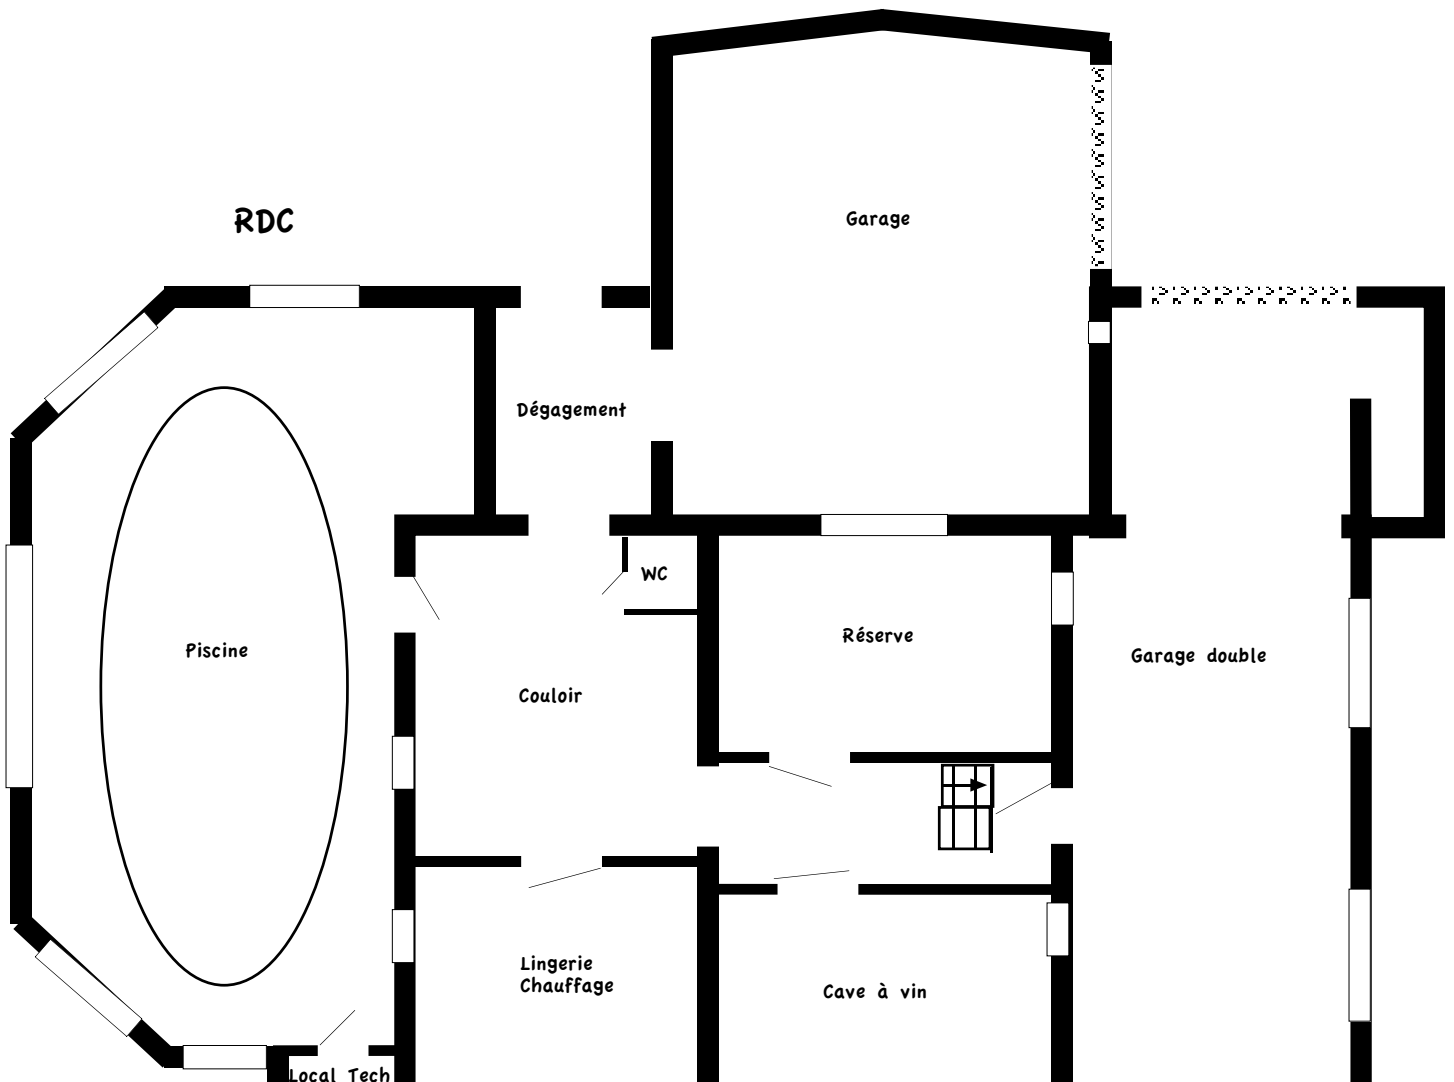 RDC
Garage
Dégagement
WC
Réserve
Piscine
Garage double
Couloir
Lingerie
Chauffage
Cave à vin
Local Tech